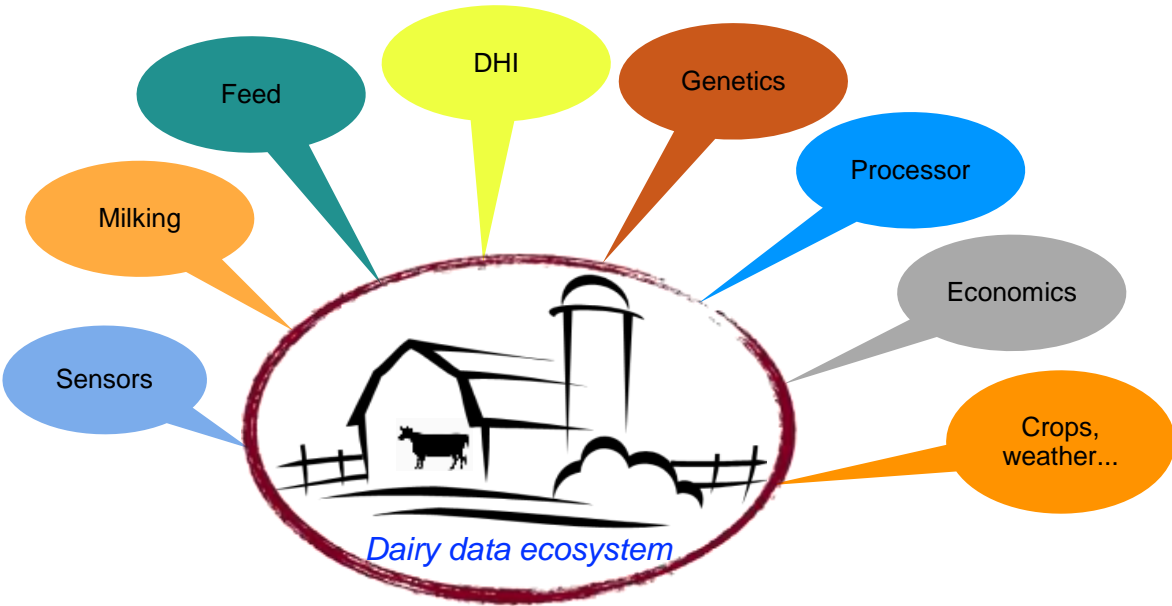 DHI
Genetics
Feed
Processor
Milking
Economics
Sensors
Crops,
weather...
Dairy data ecosystem